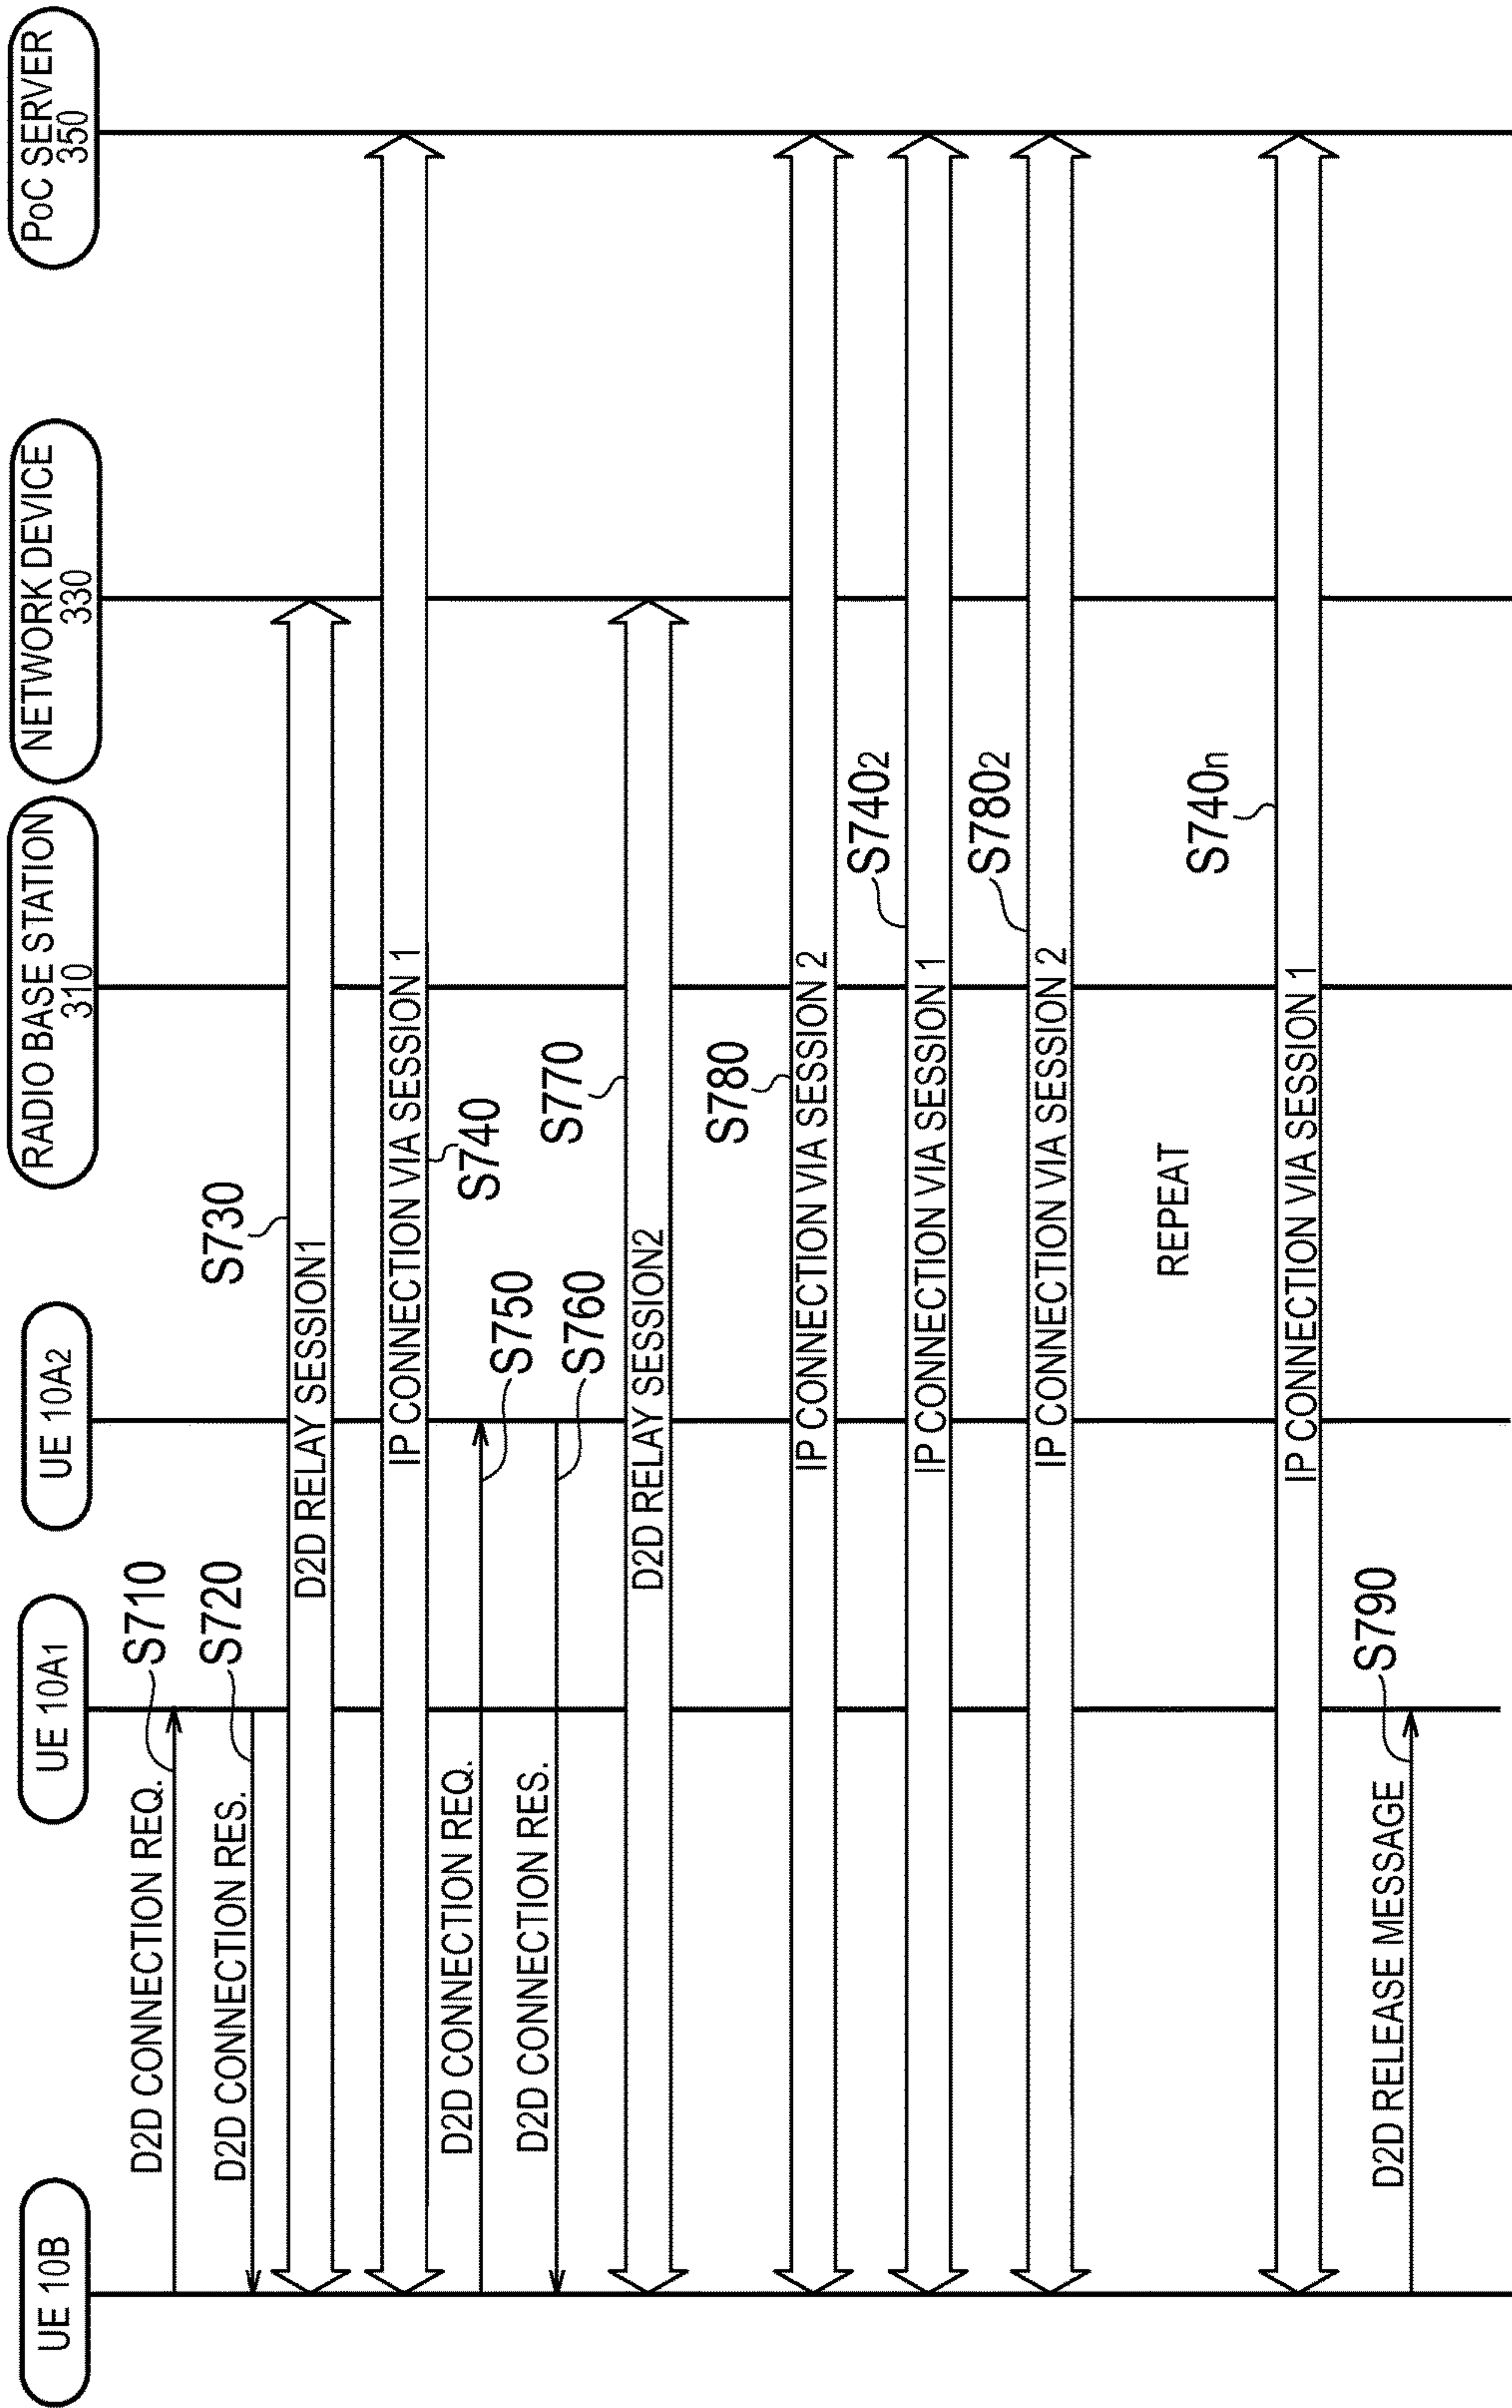 UE 10B
UE 10A1
UE 10A2
RADIO BASE STATION
310
NETWORK DEVICE
330
PoC SERVER
350
D2D CONNECTION REQ.
S710
D2D CONNECTION RES.
S720
S730
D2D RELAY SESSION1
IP CONNECTION VIA SESSION 1
S740
D2D CONNECTION REQ.
S750
D2D CONNECTION RES.
S760
S770
D2D RELAY SESSION2
S780
IP CONNECTION VIA SESSION 2
S7402
IP CONNECTION VIA SESSION 1
S7802
IP CONNECTION VIA SESSION 2
REPEAT
S740n
IP CONNECTION VIA SESSION 1
D2D RELEASE MESSAGE
S790